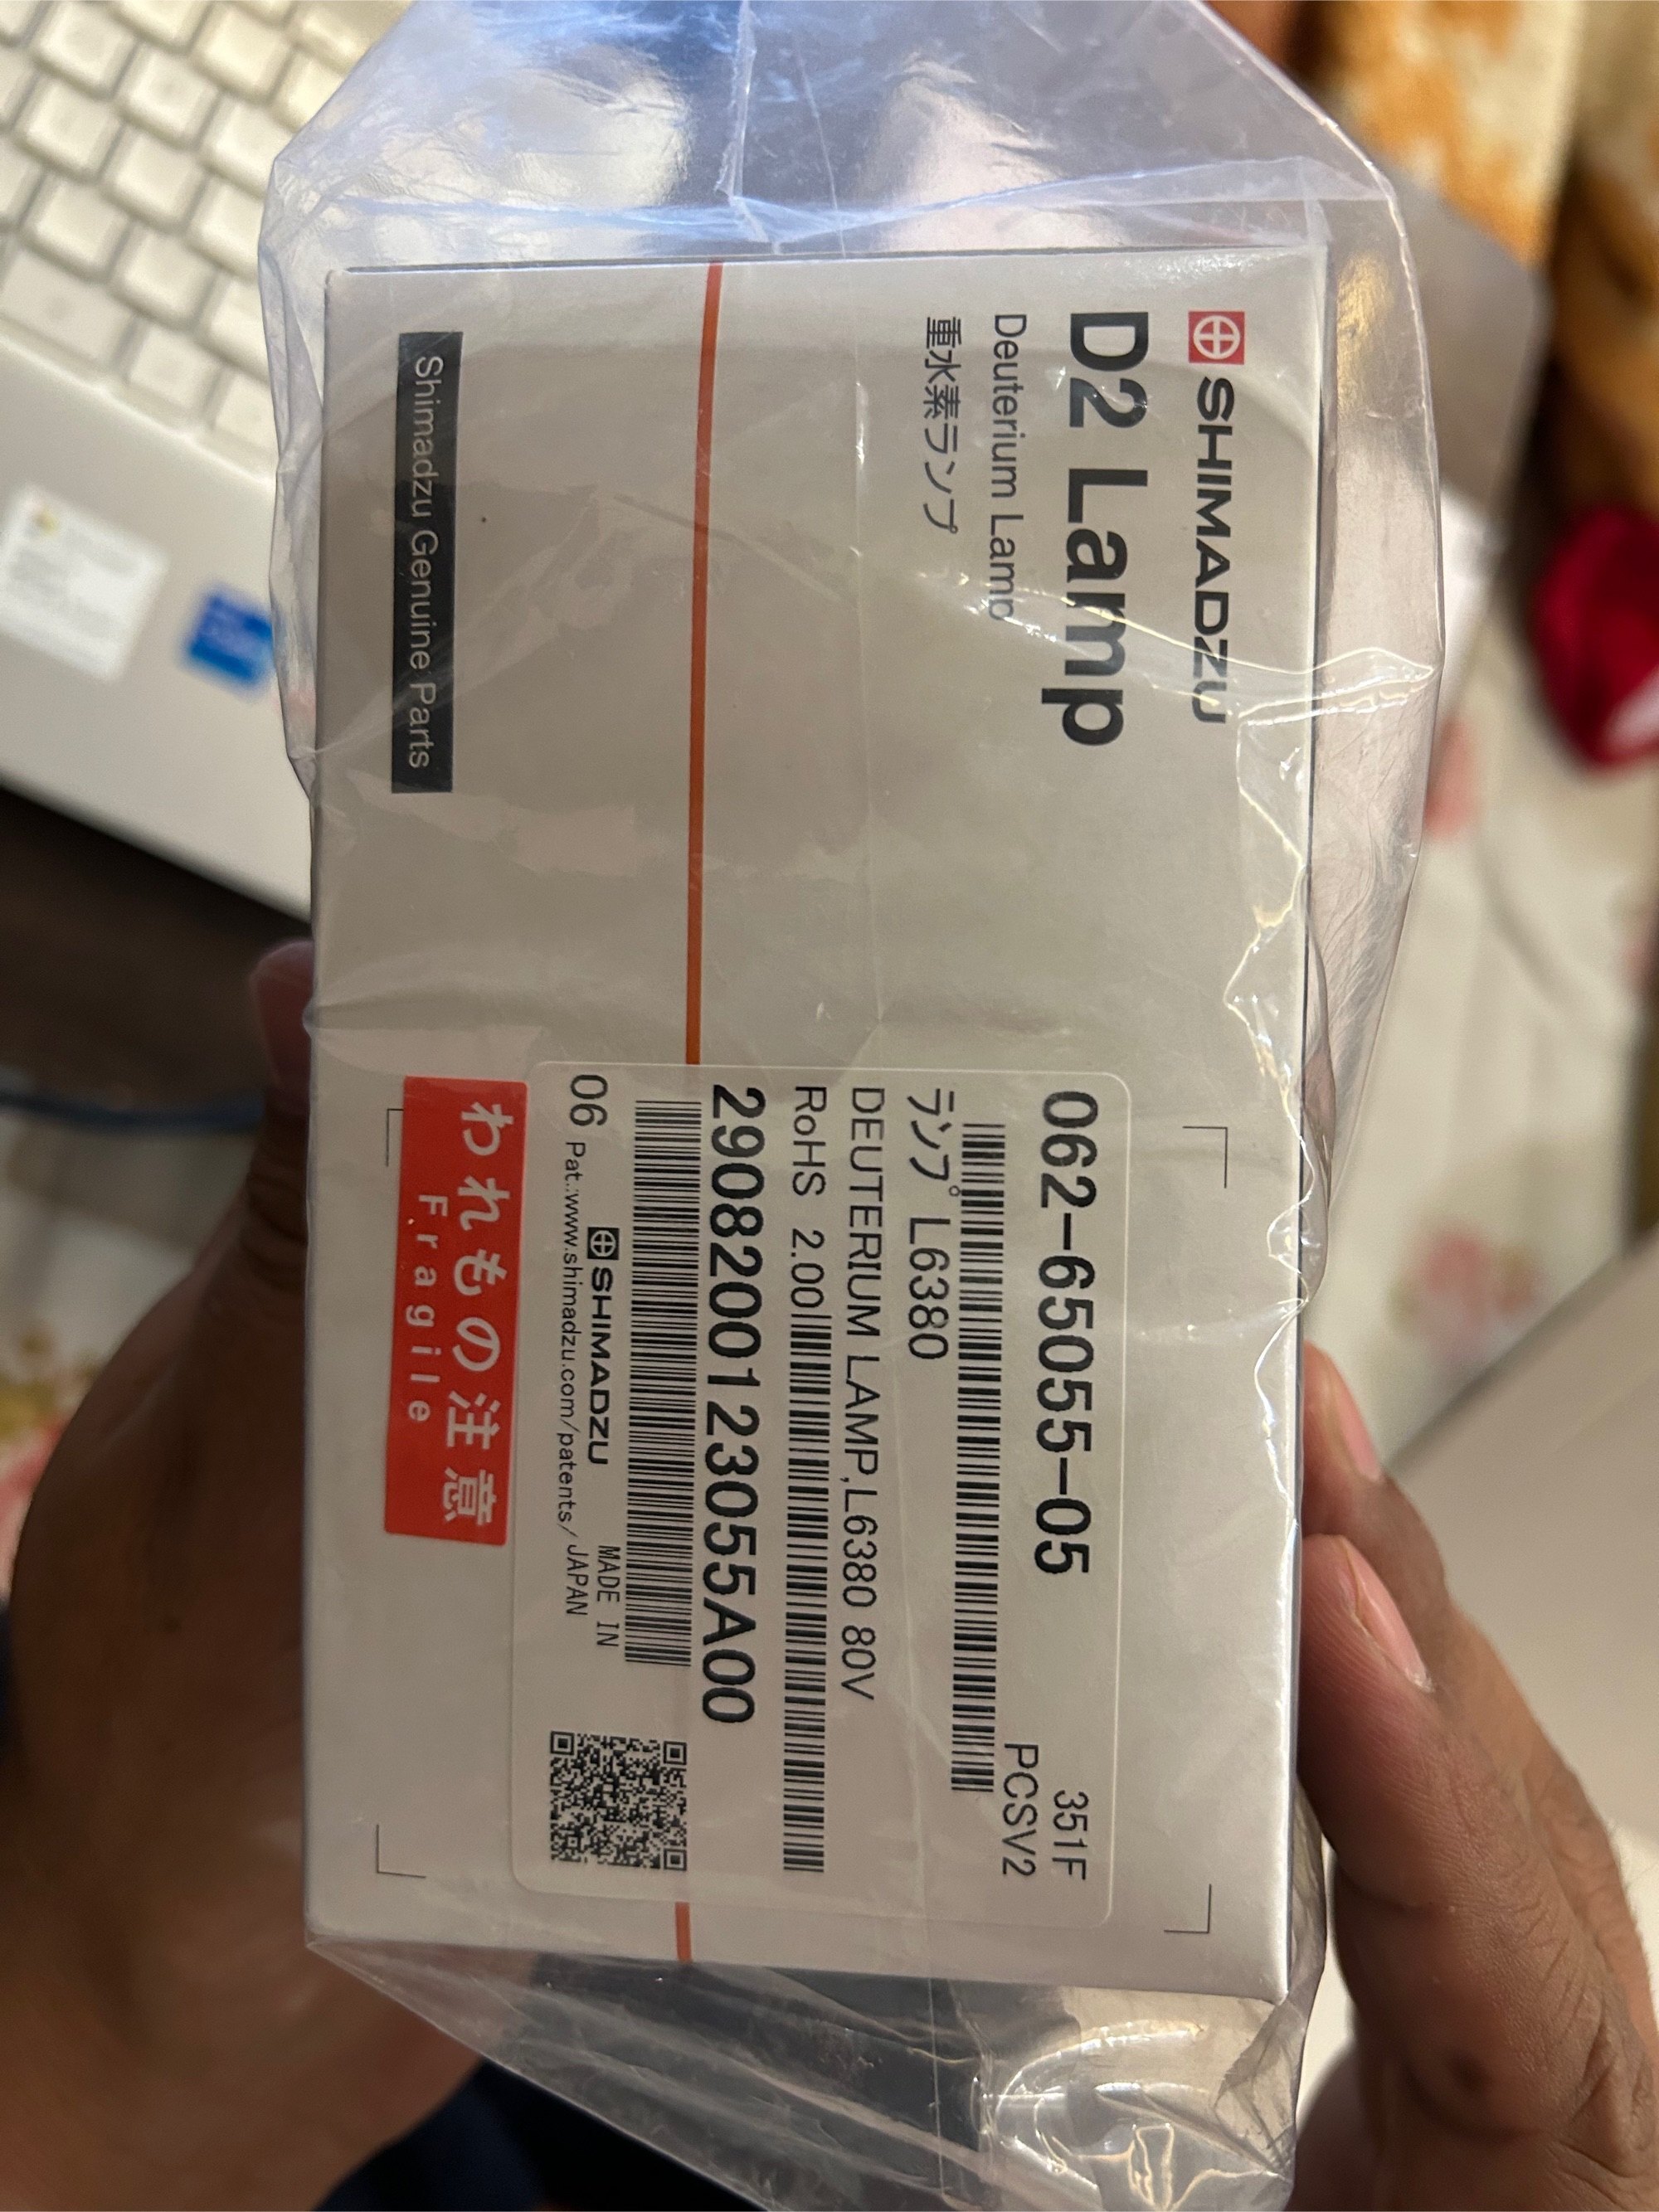 SHIMADZU
D2 Lamp
Deuterium Lamp
重水素ランプ
Shimadzu Genuine Parts
062-65055-05
351F
PCSV2
ランプ L6380
DEUTERIUM LAMP,L6380 80V
RoHS 2.00
2908200123055A00
SHIMADZU
MADE IN
06 Pat.:www.shimadzu.com/patents/ JAPAN
われもの注意
Fragile